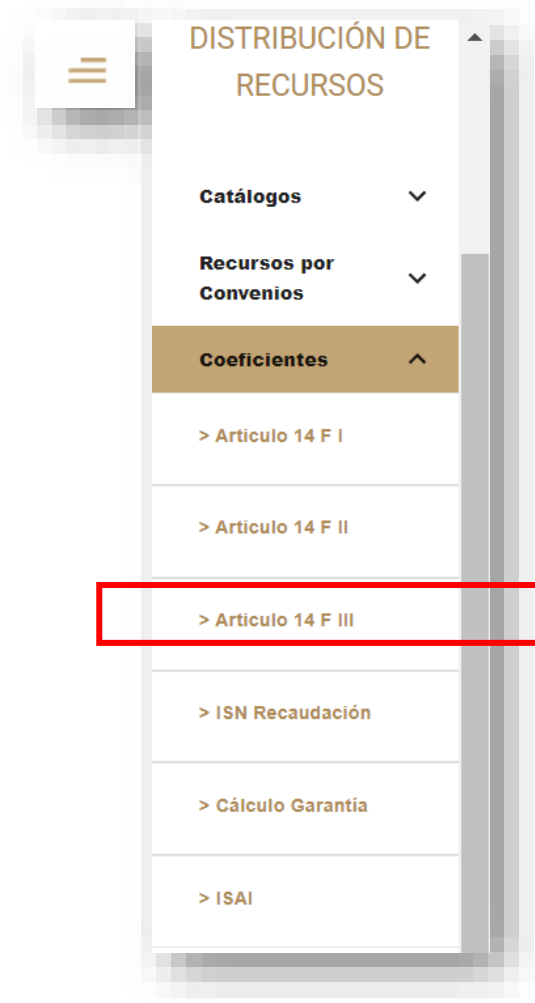 DISTRIBUCIÓN DE
RECURSOS
Catálogos
Recursos por
Convenios
Coeficientes
> Articulo 14 F I
> Articulo 14 F II
> Articulo 14 F III
> ISN Recaudación
> Cálculo Garantía
> ISAI